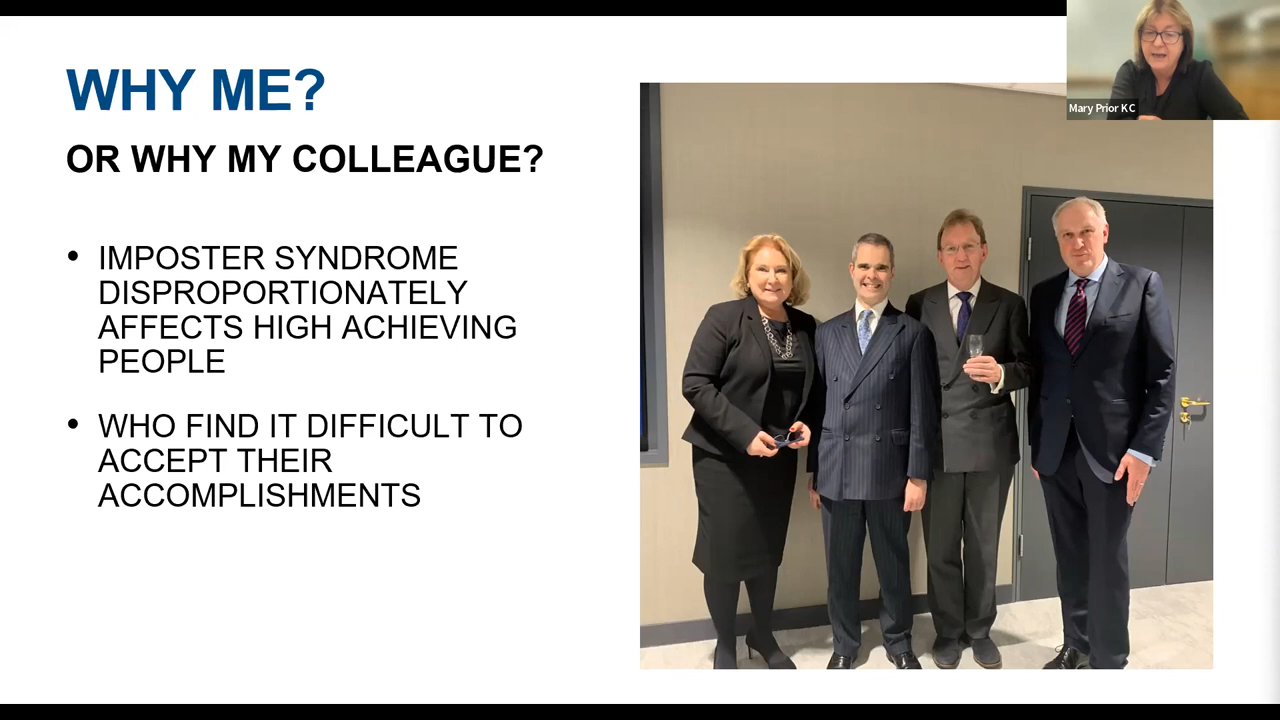 WHY ME?
OR WHY MY COLLEAGUE?
• IMPOSTER SYNDROME
DISPROPORTIONATELY
AFFECTS HIGH ACHIEVING
PEOPLE
• WHO FIND IT DIFFICULT TO
ACCEPT THEIR
ACCOMPLISHMENTS
Mary Prior KC